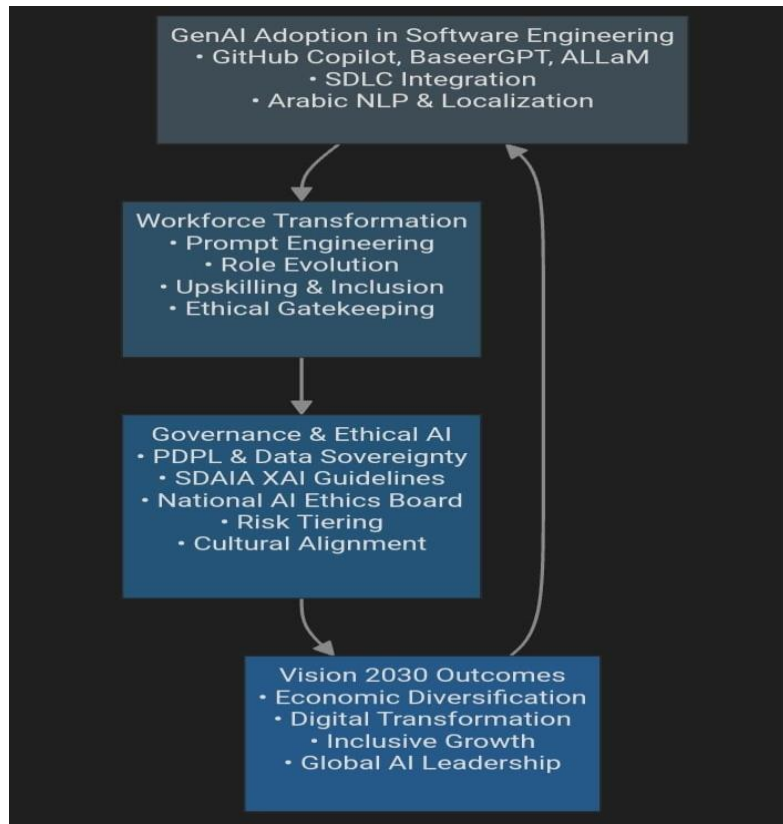 GenAI Adoption in Software Engineering
• GitHub Copilot, BaseerGPT, ALLaM
• SDLC Integration
• Arabic NLP & Localization
Workforce Transformation
• Prompt Engineering
• Role Evolution
• Upskilling & Inclusion
• Ethical Gatekeeping
Governance & Ethical AI
• PDPL & Data Sovereignty
• SDAIA XAI Guidelines
• National AI Ethics Board
• Risk Tiering
• Cultural Alignment
Vision 2030 Outcomes
• Economic Diversification
• Digital Transformation
• Inclusive Growth
• Global AI Leadership